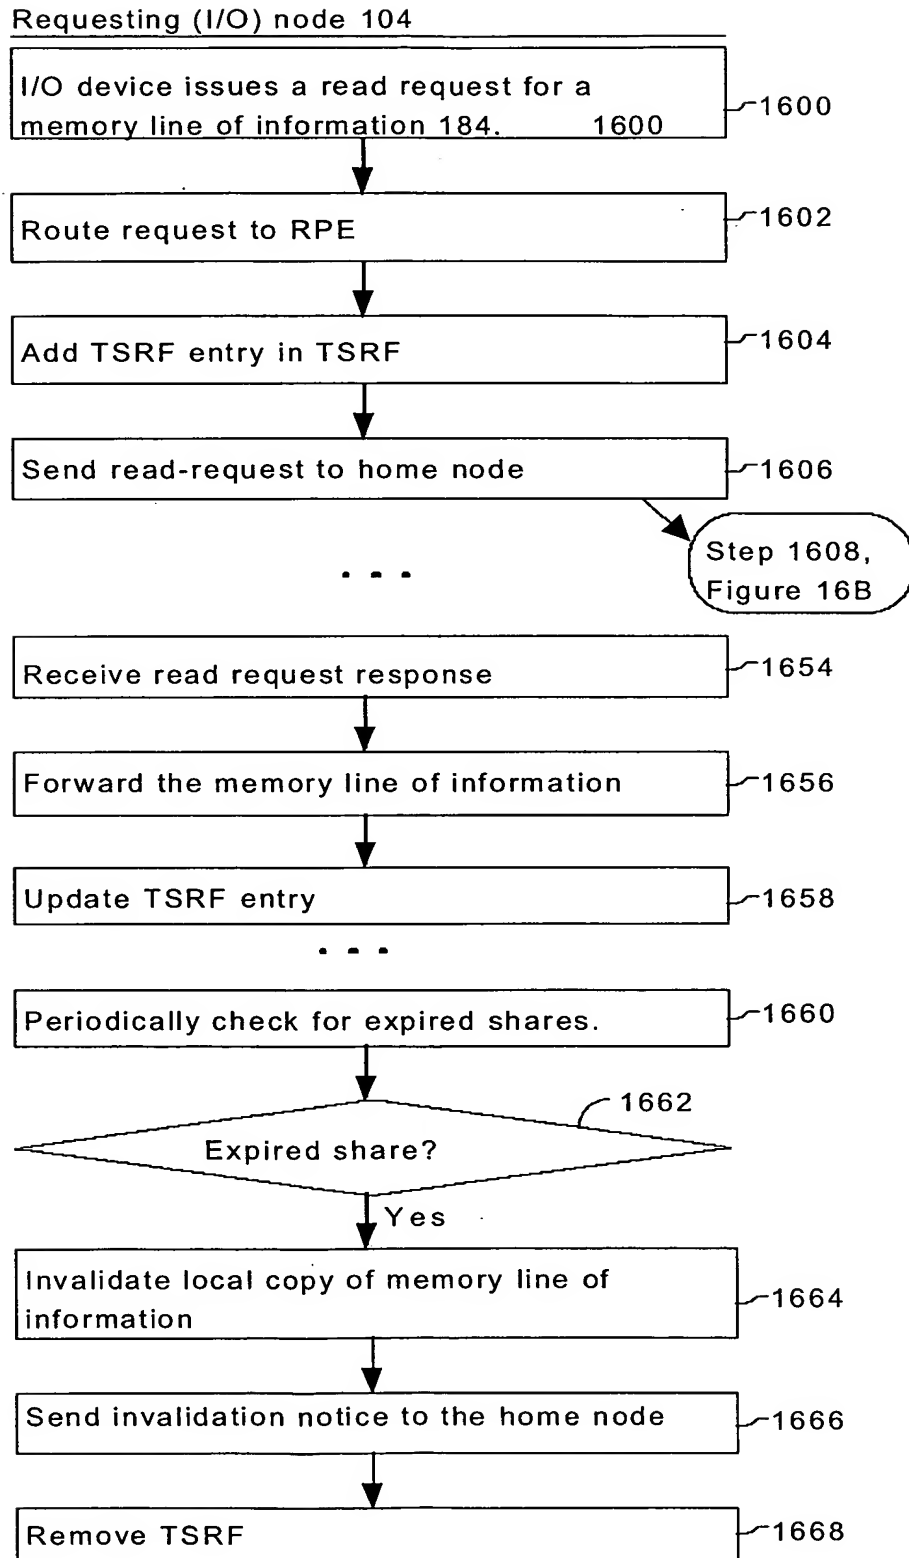 Requesting (I/O) node 104
I/O device issues a read request for a
memory line of information 184. 1600
1600
Route request to RPE
1602
Add TSRF entry in TSRF
1604
Send read-request to home node
1606
Step 1608,
Figure 16B
Receive read request response
1654
Forward the memory line of information
1656
Update TSRF entry
1658
Periodically check for expired shares.
1660
1662
Expired share?
Yes
Invalidate local copy of memory line of
information
1664
Send invalidation notice to the home node
1666
Remove TSRF
1668